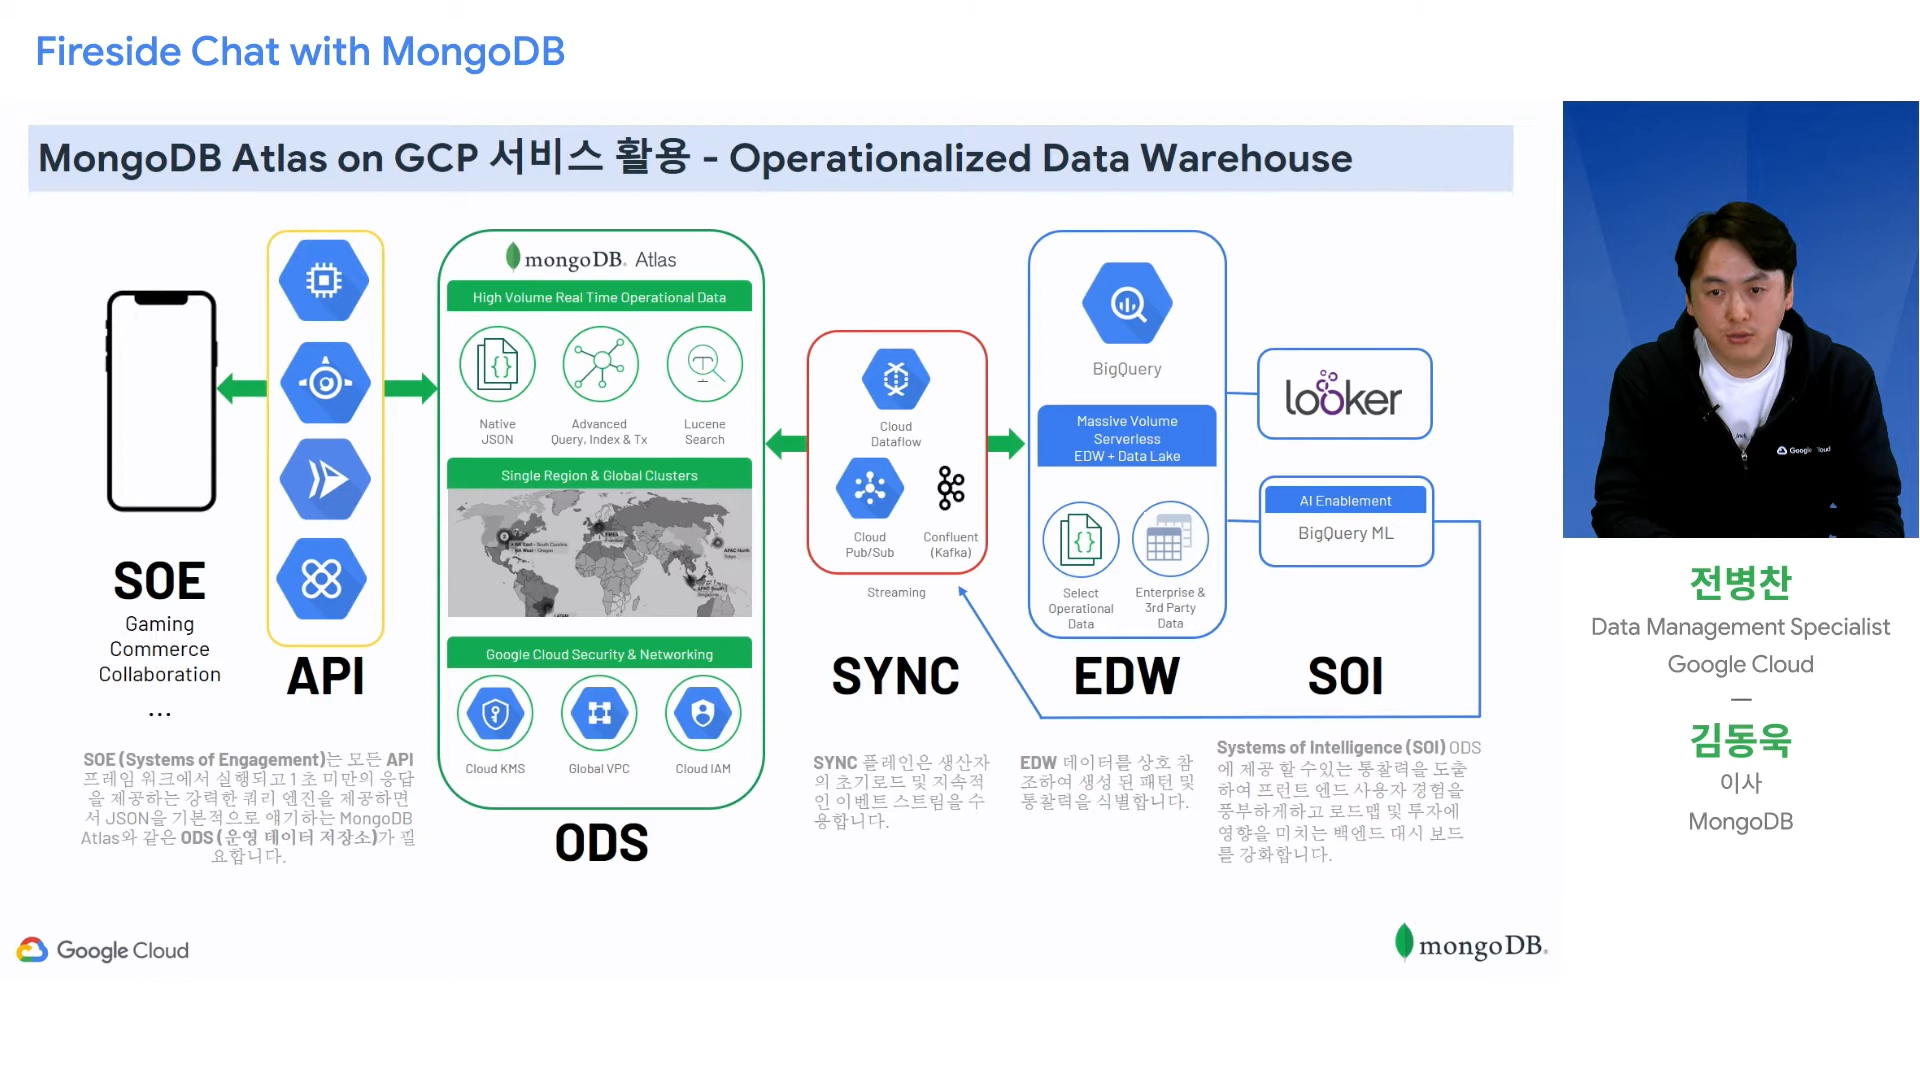 Fireside Chat with MongoDB
MongoDB Atlas on GCP 서비스 활용 - Operationalized Data Warehouse
SOE
Gaming
Commerce
Collaboration
...
API
mongoDB. Atlas
High Volume Real Time Operational Data
Native
JSON
Advanced
Query, Index & Tx
Lucene
Search
Single Region & Global Clusters
Google Cloud Security & Networking
Cloud KMS
Global VPC
Cloud IAM
ODS
Cloud
Dataflow
Cloud
Pub/Sub
Confluent
(Kafka)
Streaming
SYNC
BigQuery
Massive Volume
Serverless
EDW + Data Lake
Select
Operational
Data
Enterprise &
3rd Party
Data
EDW
looker
AI Enablement
BigQuery ML
SOI
SOE (Systems of Engagement)는 모든 API
프레임 워크에서 실행되고 1 초 미만의 응답
을 제공하는 강력한 쿼리 엔진을 제공하면
서 JSON을 기본적으로 얘기하는 MongoDB
Atlas와 같은 ODS (운영 데이터 저장소)가 필
요합니다.
SYNC 플레인은 생산자
의 초기로드 및 지속적
인 이벤트 스트림을 수
용합니다.
EDW 데이터를 상호 참
조하여 생성 된 패턴 및
통찰력을 식별합니다.
Systems of Intelligence (SOI) ODS
에 제공 할 수있는 통찰력을 도출
하여 프런트 엔드 사용자 경험을
풍부하게하고 로드맵 및 투자에
영향을 미치는 백엔드 대시 보드
를 강화합니다.
Google Cloud
mongoDB.
Google Cloud
전병찬
Data Management Specialist
Google Cloud
—
김동욱
이사
MongoDB